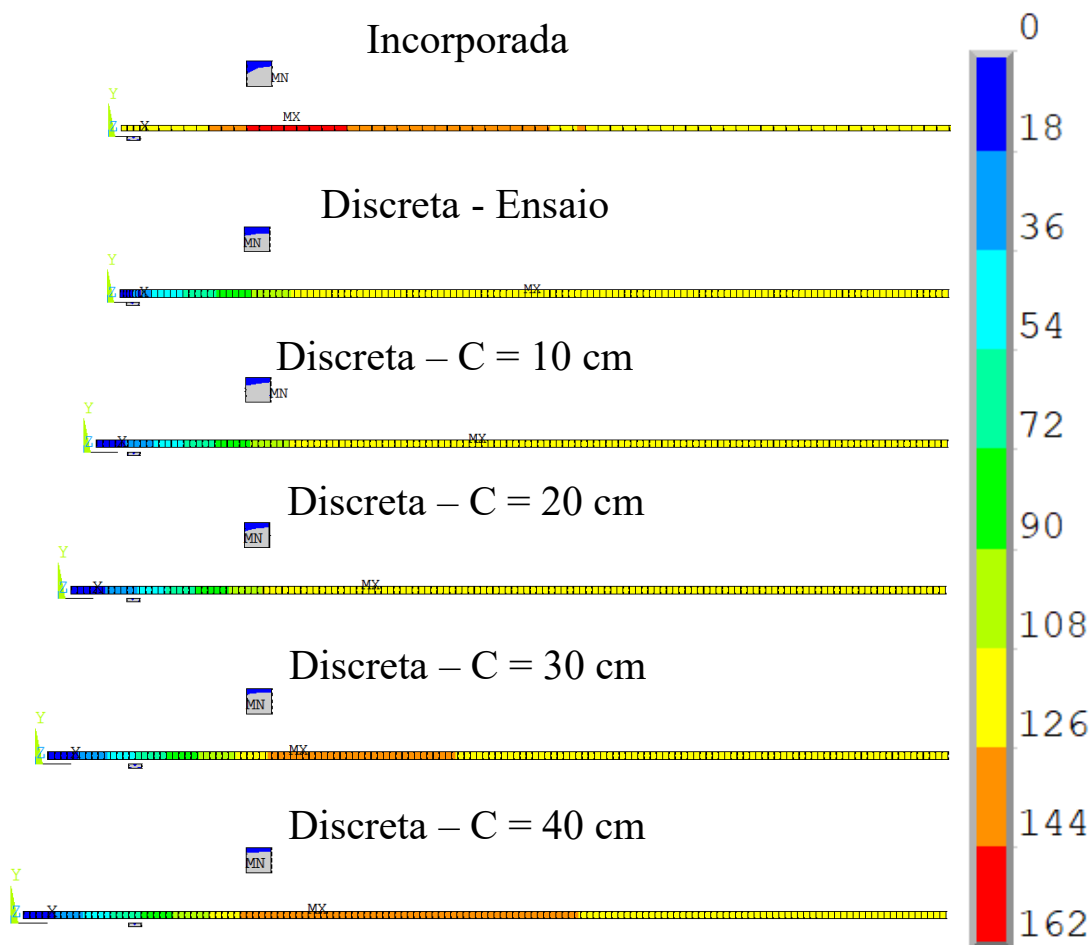 Incorporada
MN
Y
MX
Z X
Discreta - Ensaio
MN
Y
MX
Z X
Discreta – C = 10 cm
MN
Y
MX
Z X
Discreta – C = 20 cm
MN
Y
MX
Z X
Discreta – C = 30 cm
MN
Y
MX
Z X
Discreta – C = 40 cm
MN
Y
MX
Z X
0
18
36
54
72
90
108
126
144
162